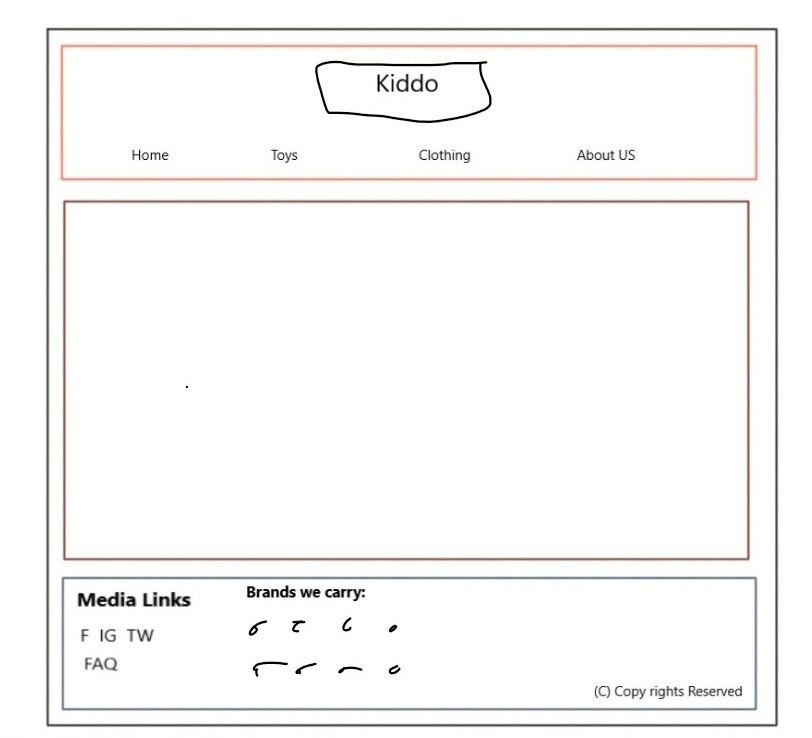 Kiddo
Home Toys Clothing About US
Media Links
F IG TW
FAQ
Brands we carry:
(C) Copy rights Reserved